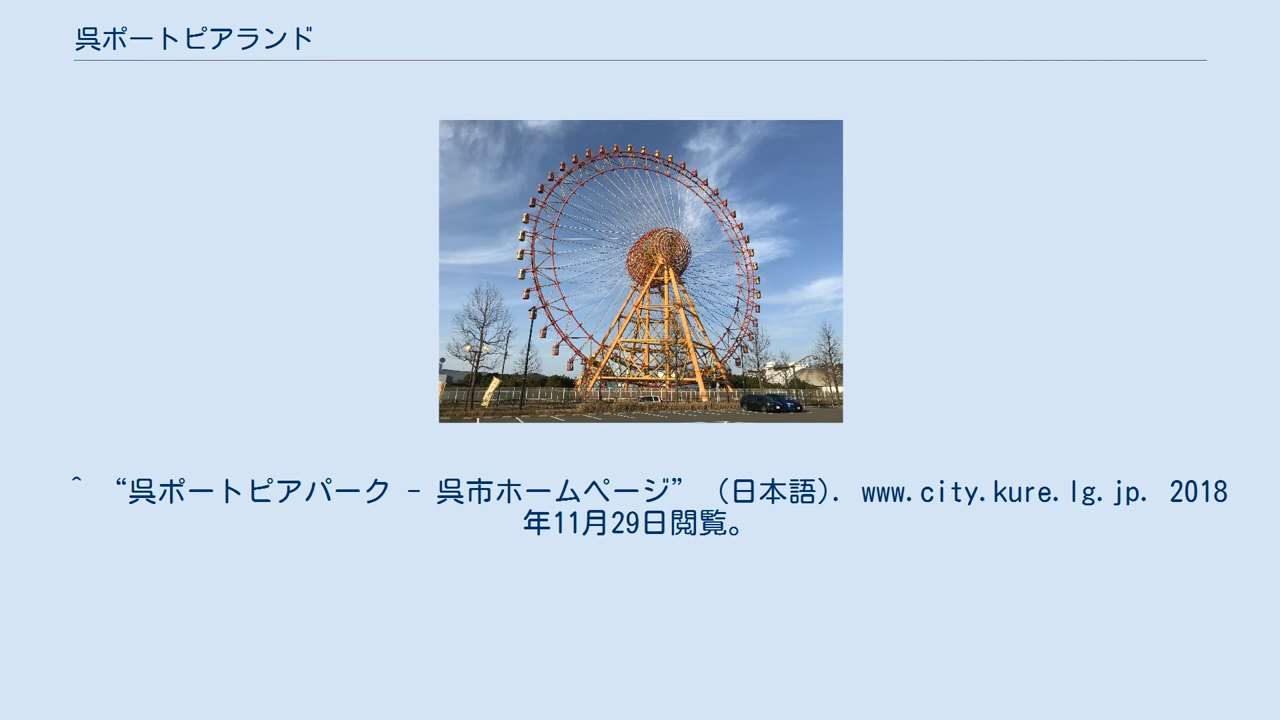 呉ポートピアランド
^ “呉ポートピアパーク - 呉市ホームページ” (日本語). www.city.kure.lg.jp. 2018
年11月29日閲覧。